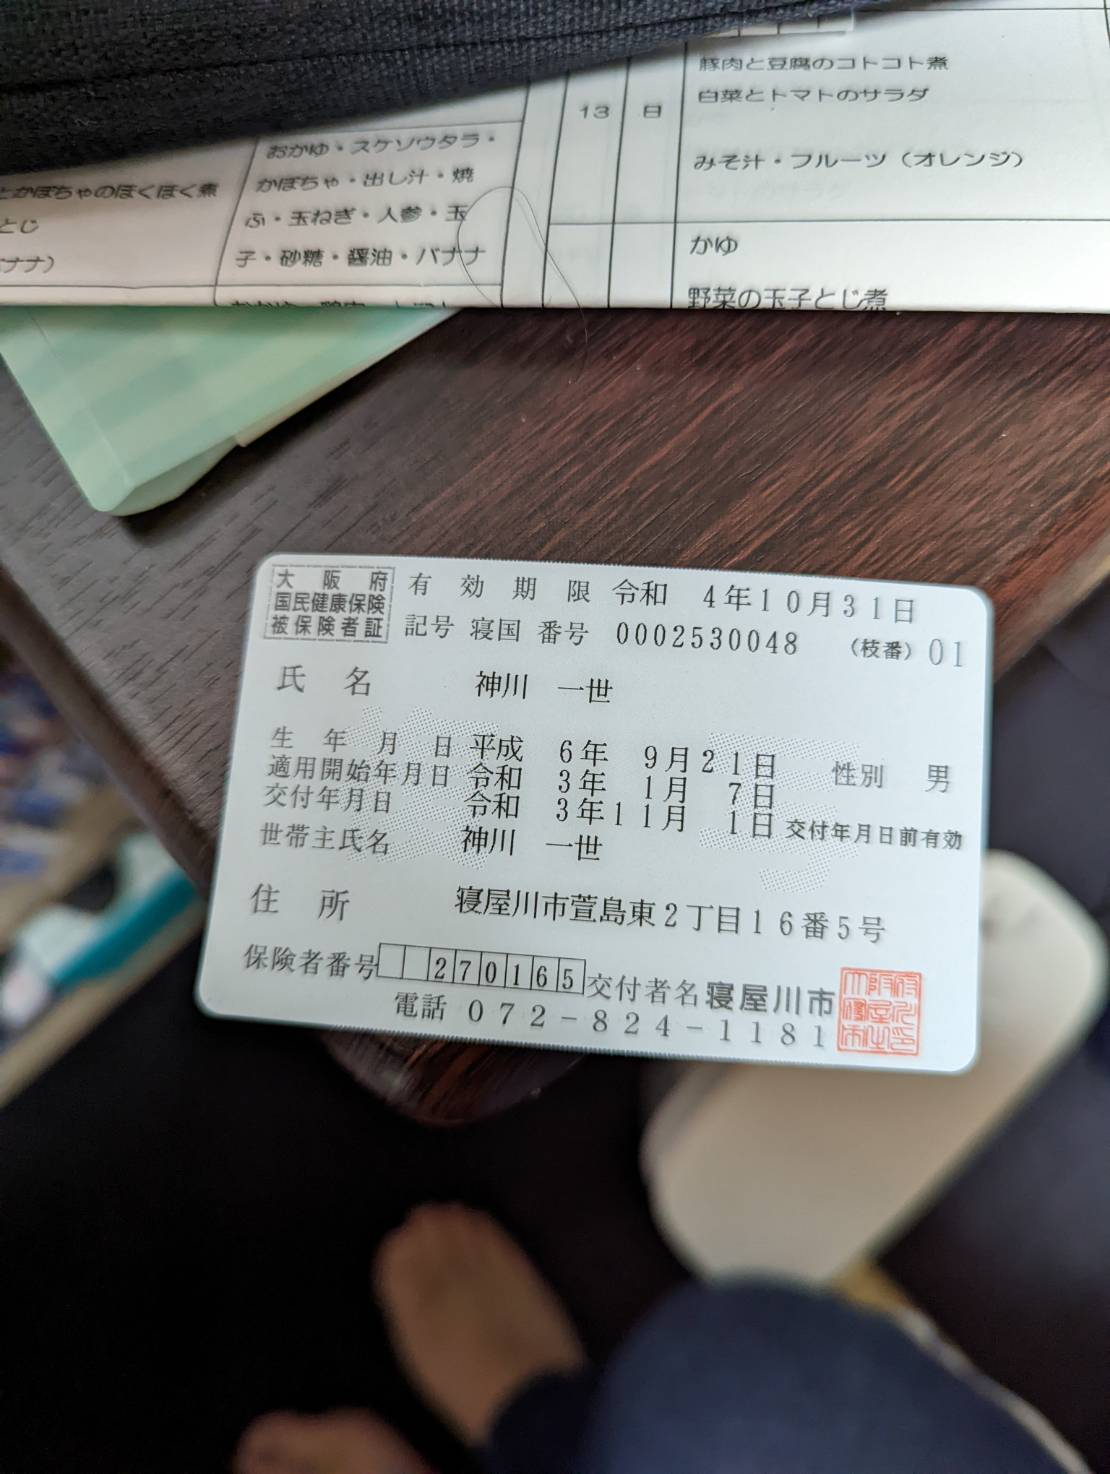 豚肉と豆腐のコトコト煮
13 日 白菜とトマトのサラダ
みそ汁・フルーツ（オレンジ）
かゆ
野菜の玉子とじ煮
おかゆ・スケソウタラ・
かぼちゃ・出し汁・焼
ふ・玉ねぎ・人参・玉
子・砂糖・醤油・バナナ
とかぼちゃのほくほく煮
とじ
ナナ）
大阪府
国民健康保険
被保険者証
有効期限 令和 4年10月31日
記号 寝国 番号 0002530048 （枝番）01
氏名 神川 一世
生年月日 平成 6年 9月21日 性別 男
適用開始年月日 令和 3年 1月 7日
交付年月日 令和 3年11月 1日 交付年月日前有効
世帯主氏名 神川 一世
住所 寝屋川市萱島東2丁目16番5号
保険者番号 270165 交付者名 寝屋川市
電話 072-824-1181